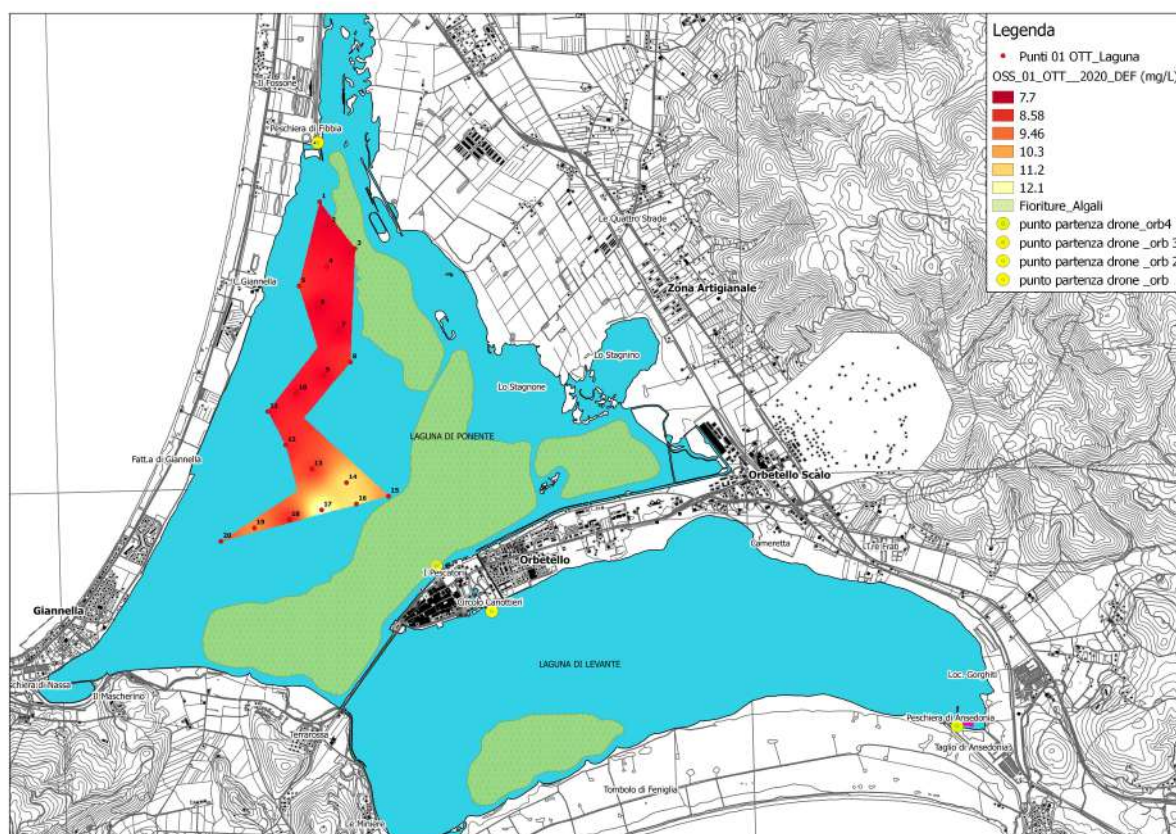 Legenda
Punti 01 OTT_Laguna
OSS_01_OTT__2020_DEF (mg/L)
7.7
8.58
9.46
10.3
11.2
12.1
Fioriture_Algali
punto partenza drone_orb4
punto partenza drone _orb 3
punto partenza drone _orb 2
punto partenza drone _orb
Il Fossone
Peschiera di Fibbia
1
2
3
Le Quattro Strade
C.Giannella
Zona Artigianale
7
8
Lo Stagnino
9
10
Lo Stagnone
12
LAGUNA DI PONENTE
Fatt.a di Giannella
13
14
15
16
17
18
19
20
Orbetello Scalo
Cameretta
Orbetello
I Pescatori
Circolo Canottieri
Giannella
LAGUNA DI LEVANTE
Loc. Gorghiti
schiera di Nassa
Il Mascherino
Peschiera di Ansedonia
Terrarossa
Taglio di Ansedonia
Tombolo di Feniglia
Le Miniere